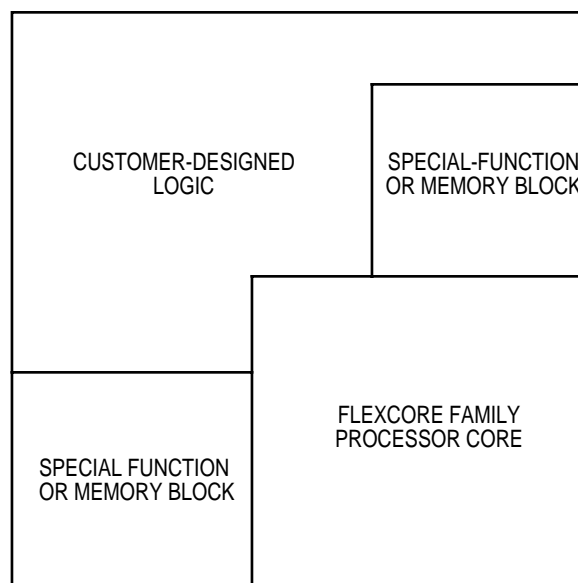 CUSTOMER-DESIGNED
LOGIC
SPECIAL-FUNCTION
OR MEMORY BLOCK
FLEXCORE FAMILY
PROCESSOR CORE
SPECIAL FUNCTION
OR MEMORY BLOCK